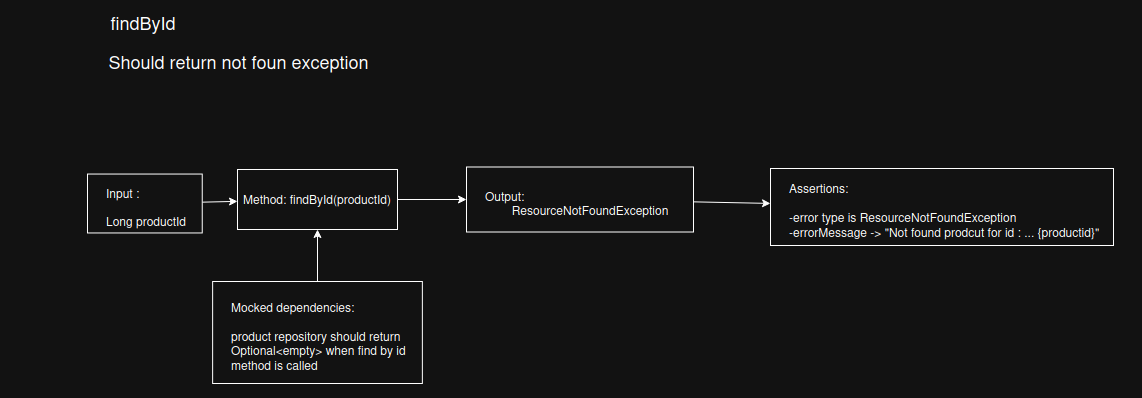 findById
Should return not foun exception
Input :
Long productId
Method: findById(productId)
Output:
ResourceNotFoundException
Assertions:
-error type is ResourceNotFoundException
-errorMessage -> "Not found prodcut for id : ... {productid}"
Mocked dependencies:
product repository should return
Optional<empty> when find by id
method is called